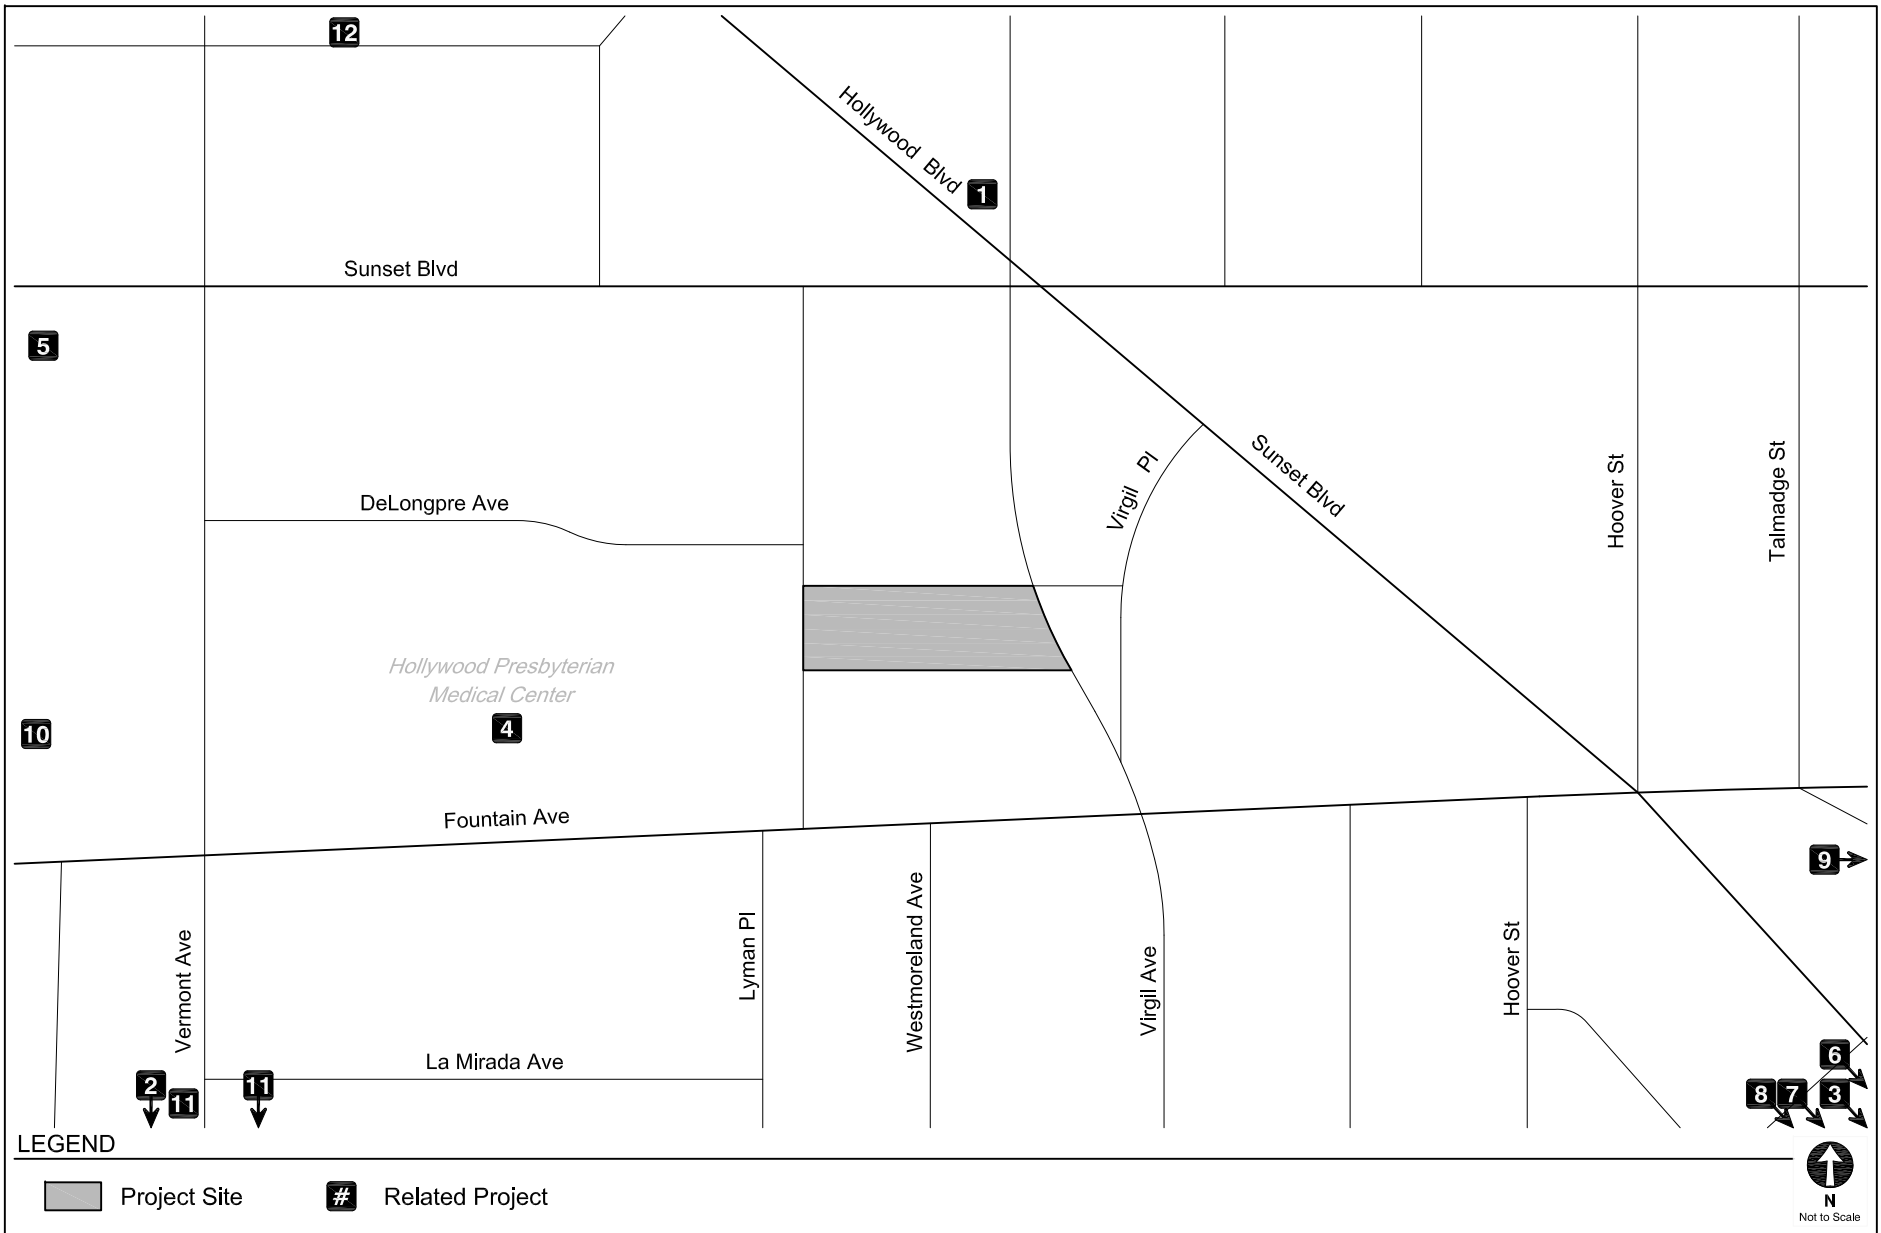 12
Hollywood Blvd
1
Sunset Blvd
5
Sunset Blvd
Virgil Pl
Hoover St
Talmadge St
DeLongpre Ave
Hollywood Presbyterian
Medical Center
4
10
Fountain Ave
9
Vermont Ave
Lyman Pl
Westmoreland Ave
Virgil Ave
Hoover St
La Mirada Ave
2
11
11
6
8
7
3
LEGEND
Project Site
# Related Project
N
Not to Scale